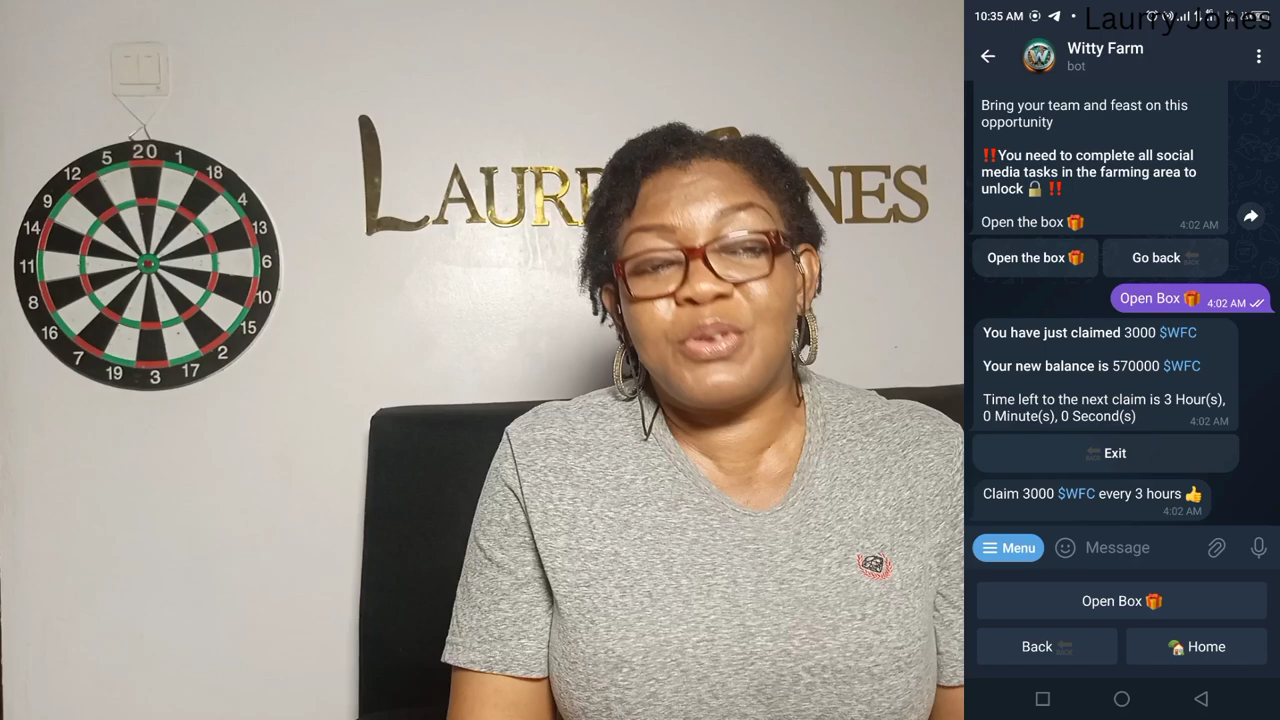 20
1
18
4
13
6
10
15
2
17
3
19
7
16
8
11
14
9
12
5
LAUR
NES
Laurry Jones
10:35 AM
Witty Farm
bot
Bring your team and feast on this
opportunity
‼️You need to complete all social
media tasks in the farming area to
unlock 🔒 ‼️
Open the box 🎁
4:02 AM
Open the box 🎁
Go back 🔙
Open Box 🎁 4:02 AM
You have just claimed 3000 $WFC
Your new balance is 570000 $WFC
Time left to the next claim is 3 Hour(s),
0 Minute(s), 0 Second(s)
4:02 AM
🔙 Exit
Claim 3000 $WFC every 3 hours 👍
4:02 AM
Menu
Message
Open Box 🎁
Back 🔙
🏡 Home